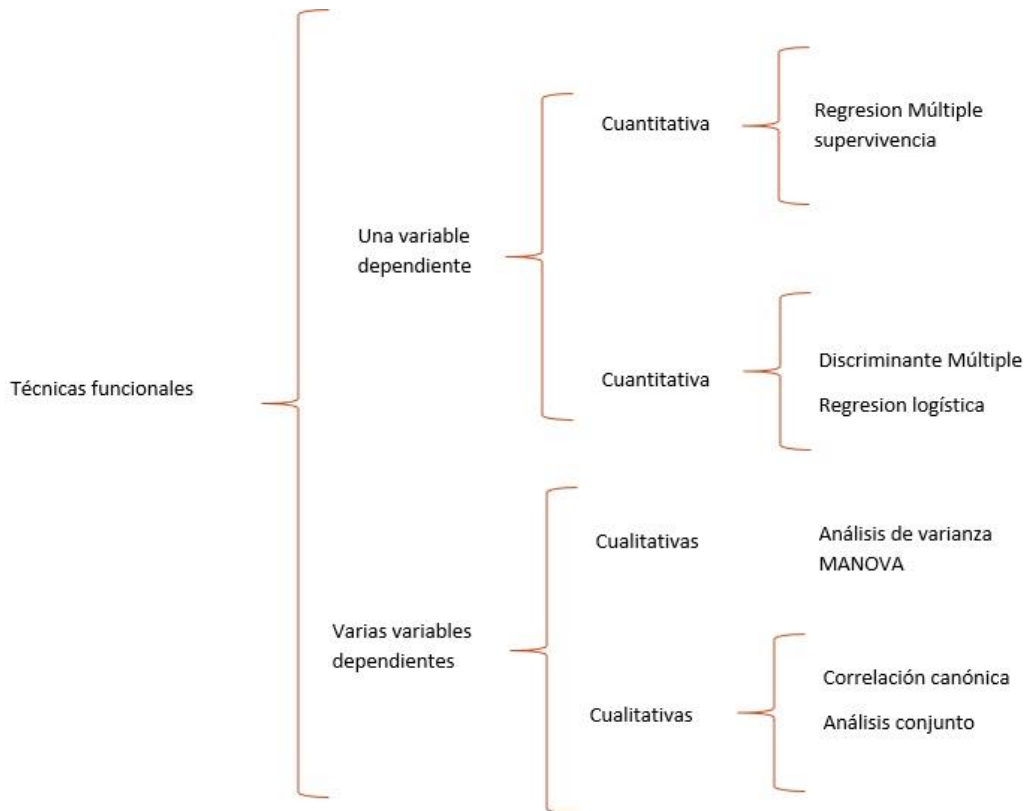 Técnicas funcionales
Una variable
dependiente
Cuantitativa
Regresion Múltiple
supervivencia
Cuantitativa
Discriminante Múltiple
Regresion logística
Varias variables
dependientes
Cualitativas
Análisis de varianza
MANOVA
Cualitativas
Correlación canónica
Análisis conjunto